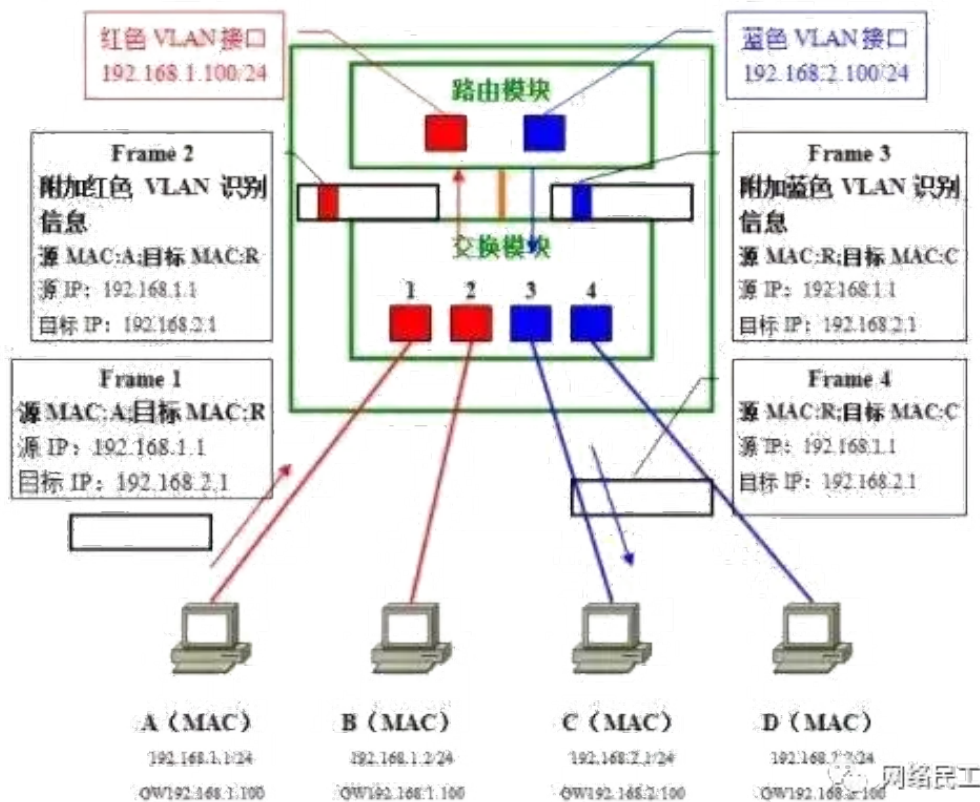 红色 VLAN 接口
192.168.1.100/24
蓝色 VLAN 接口
192.168.2.100/24
路由模块
Frame 2
附加红色 VLAN 识别
信息
源 MAC:A;目标 MAC:R
源 IP：192.168.1.1
目标 IP：192.168.2.1
Frame 3
附加蓝色 VLAN 识别
信息
源 MAC:R;目标 MAC:C
源 IP：192.168.1.1
目标 IP：192.168.2.1
交换模块
1 2 3 4
Frame 1
源 MAC:A;目标 MAC:R
源 IP：192.168.1.1
目标 IP：192.168.2.1
Frame 4
源 MAC:R;目标 MAC:C
源 IP：192.168.1.1
目标 IP：192.168.2.1
A（MAC） B（MAC） C（MAC） D（MAC）
192.168.1.1/24 192.168.1.2/24 192.168.2.1/24
GW192.168.1.100 GW192.168.1.100 GW192.168.2.100
网络民工